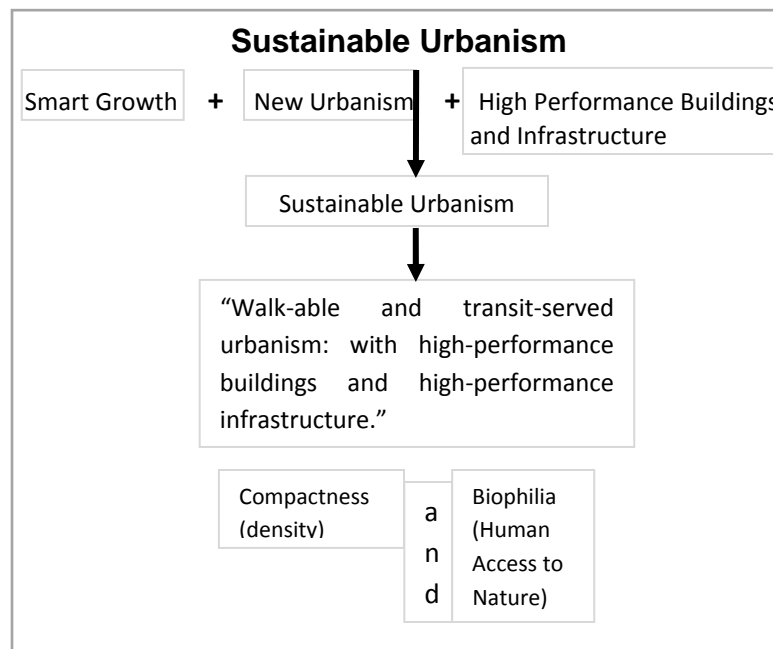 Sustainable Urbanism
Smart Growth + New Urbanism + High Performance Buildings
and Infrastructure
Sustainable Urbanism
“Walk-able and transit-served
urbanism: with high-performance
buildings and high-performance
infrastructure.”
Compactness
(density)
a
n
d
Biophilia
(Human
Access to
Nature)